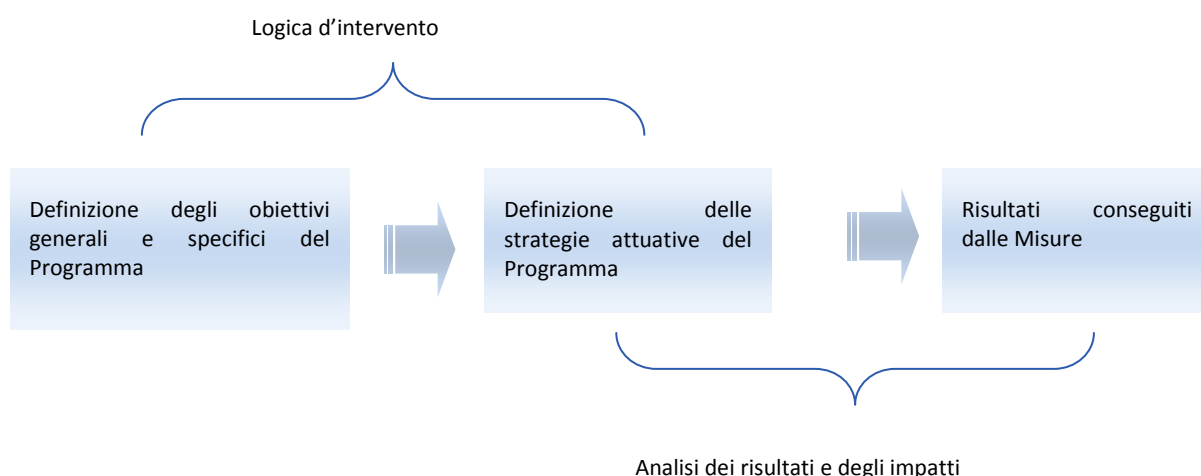 Logica d’intervento
Definizione degli obiettivi
generali e specifici del
Programma
Definizione delle
strategie attuative del
Programma
Risultati conseguiti
dalle Misure
Analisi dei risultati e degli impatti